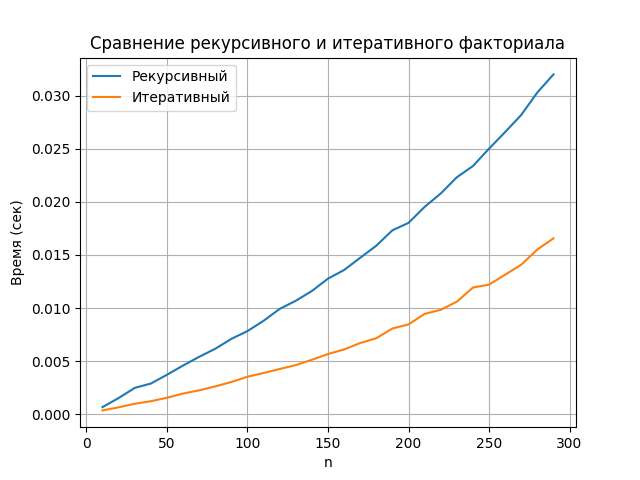 Сравнение рекурсивного и итеративного факториала
Рекурсивный
Итеративный
Время (сек)
0.030
0.025
0.020
0.015
0.010
0.005
0.000
0 50 100 150 200 250 300
n